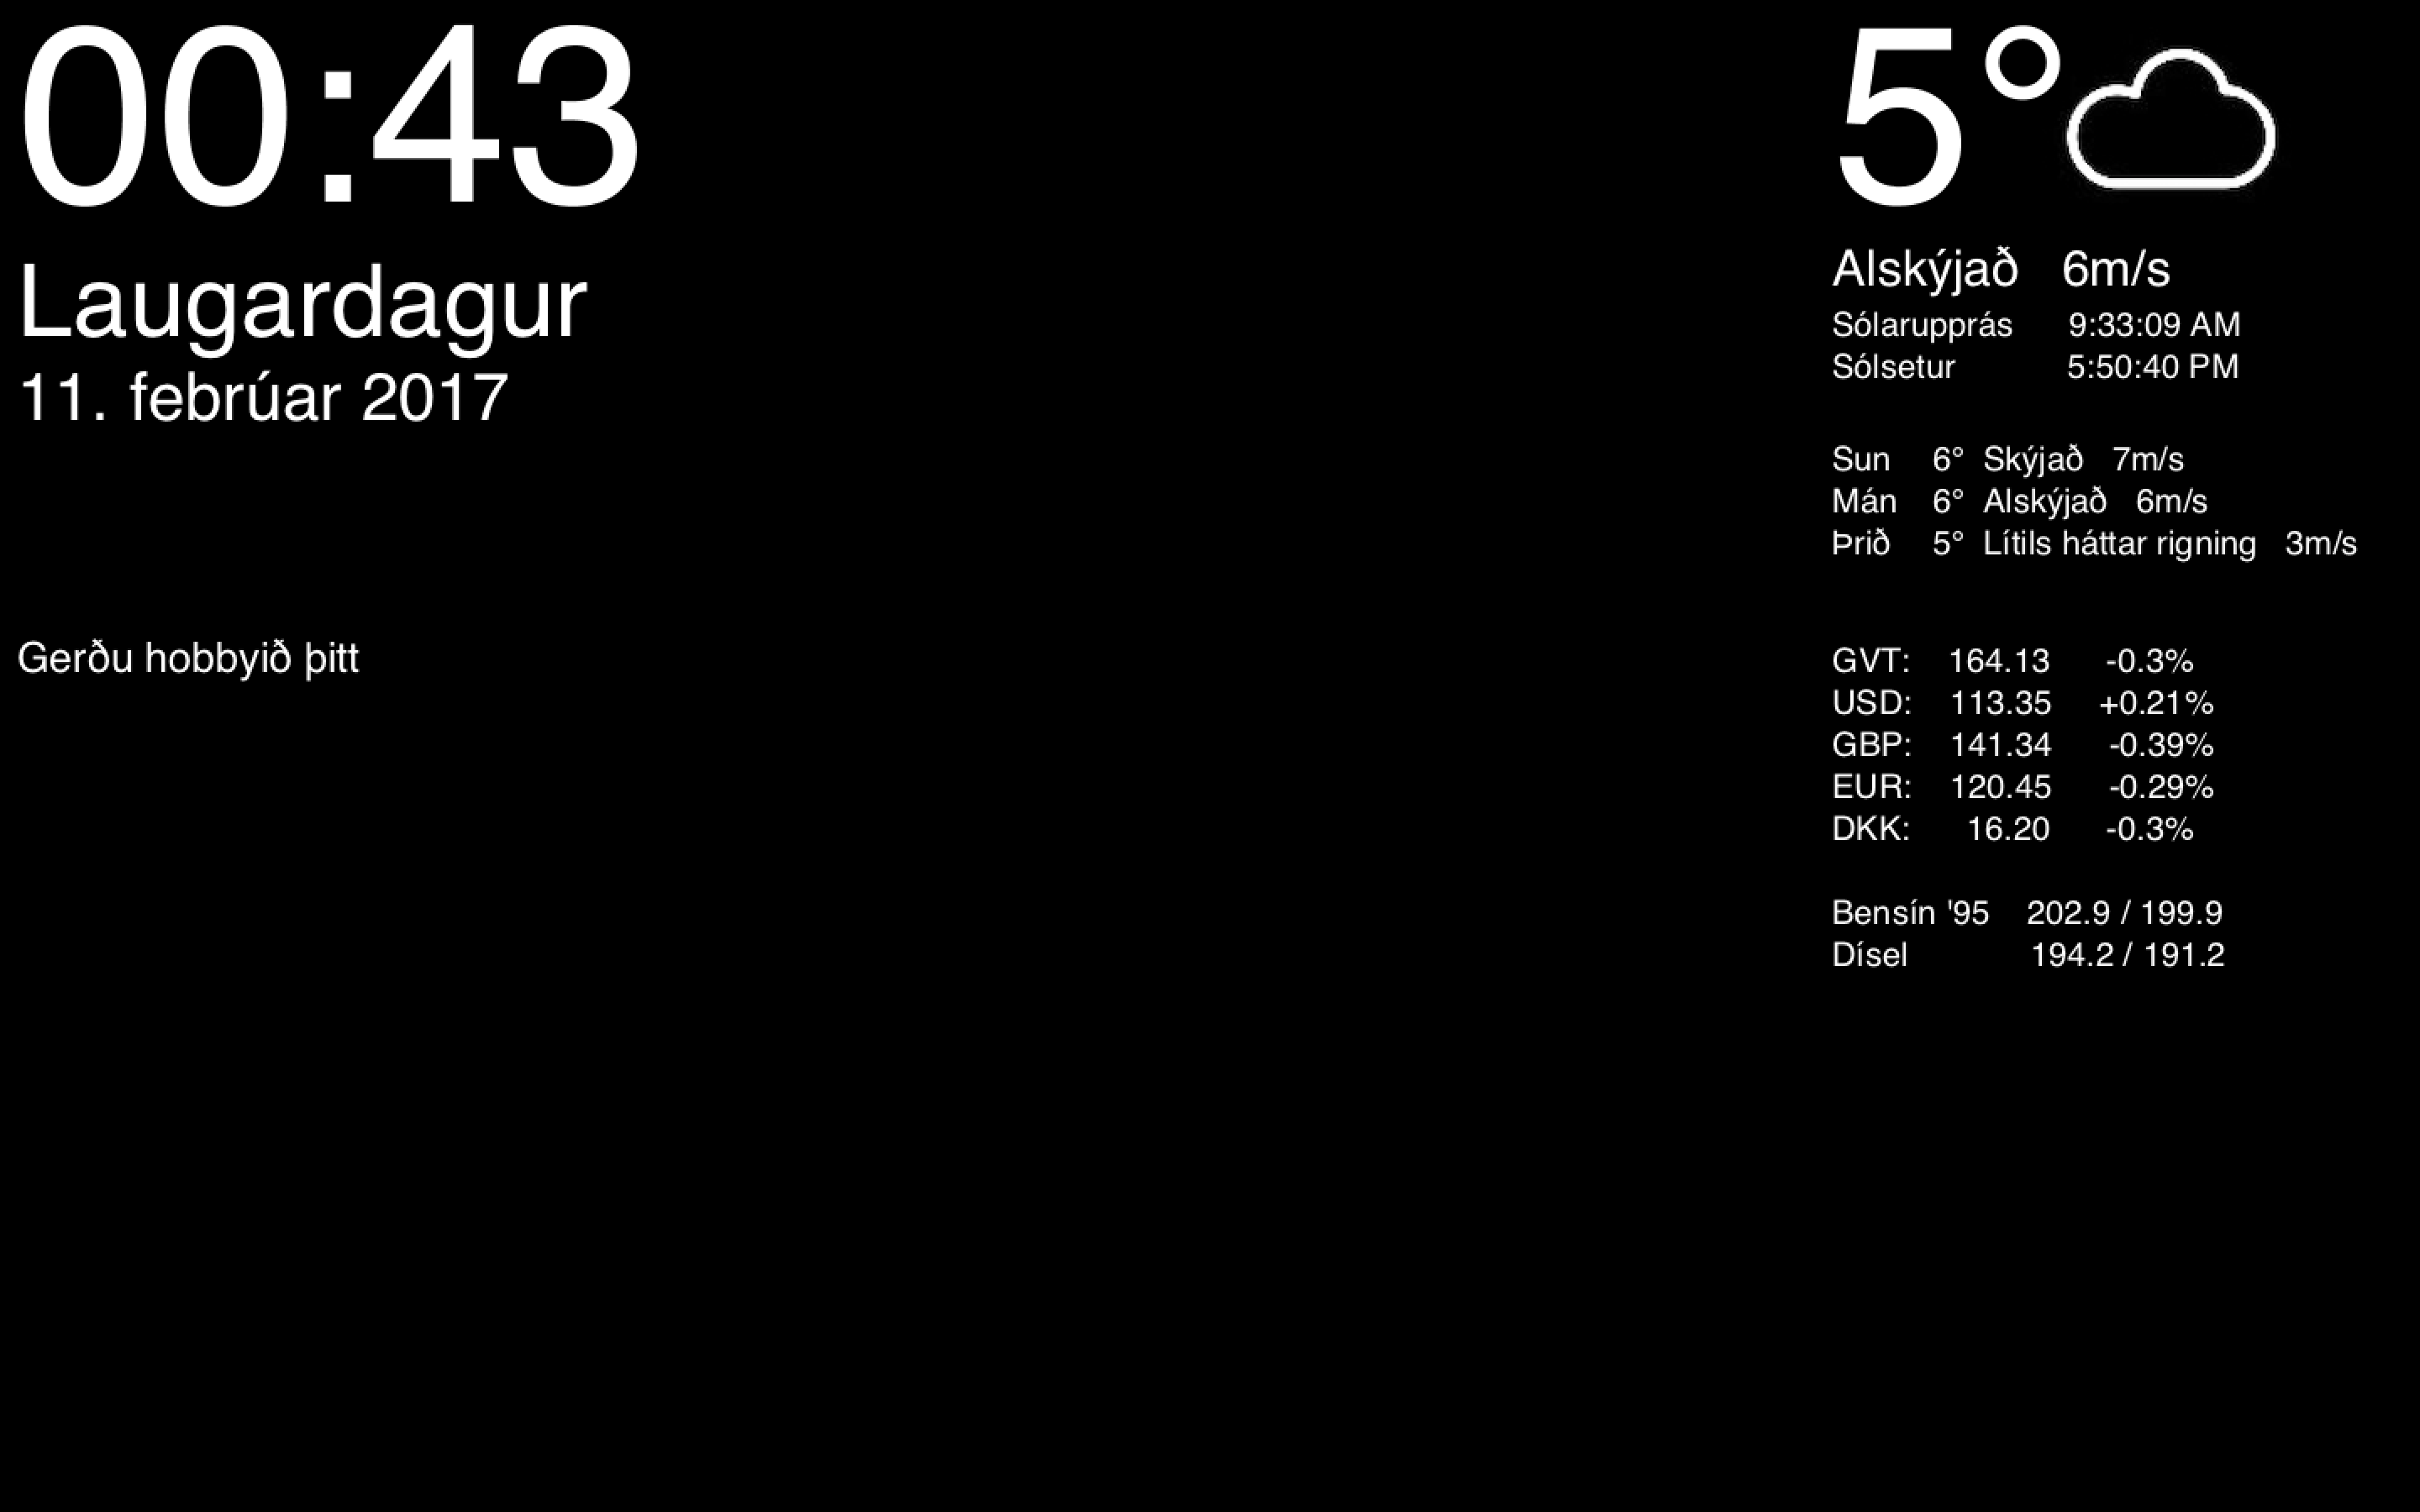 00:43
Laugardagur
11. febrúar 2017
Gerðu hobbyið þitt
5°
Alskýjað 6m/s
Sólarupprás 9:33:09 AM
Sólsetur 5:50:40 PM
Sun 6° Skýjað 7m/s
Mán 6° Alskýjað 6m/s
Þrið 5° Lítils háttar rigning 3m/s
GVT: 164.13 -0.3%
USD: 113.35 +0.21%
GBP: 141.34 -0.39%
EUR: 120.45 -0.29%
DKK: 16.20 -0.3%
Bensín '95 202.9 / 199.9
Dísel 194.2 / 191.2